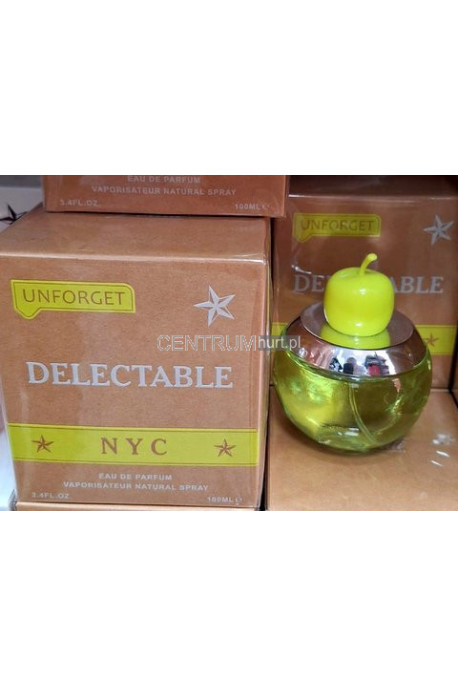 EAU DE PARFUM
VAPORISATEUR NATURAL SPRAY
3.4FL.OZ 100ML℮
UNFORGET
DELECTABLE
NYC
EAU DE PARFUM
VAPORISATEUR NATURAL SPRAY
3.4FL.OZ 100ML℮
UNFORGET
DELECTABLE
CENTRUMhurt.pl